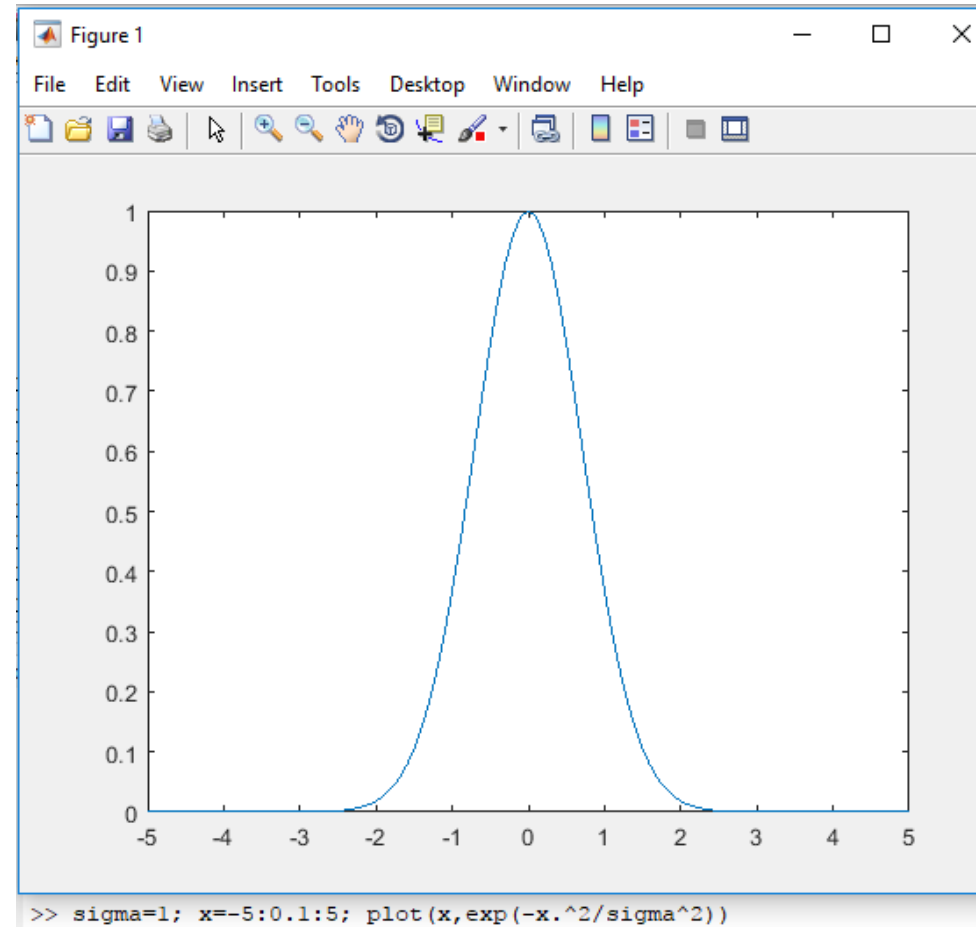 Figure 1
File Edit View Insert Tools Desktop Window Help
1
0.9
0.8
0.7
0.6
0.5
0.4
0.3
0.2
0.1
0
-5 -4 -3 -2 -1 0 1 2 3 4 5
>> sigma=1; x=-5:0.1:5; plot(x,exp(-x.^2/sigma^2))